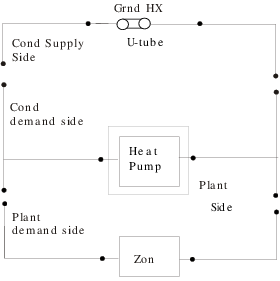 Grnd HX
U-tube
Cond Supply
Side
Cond
demand side
Heat
Pump
Plant
Side
Plant
demand side
Zon